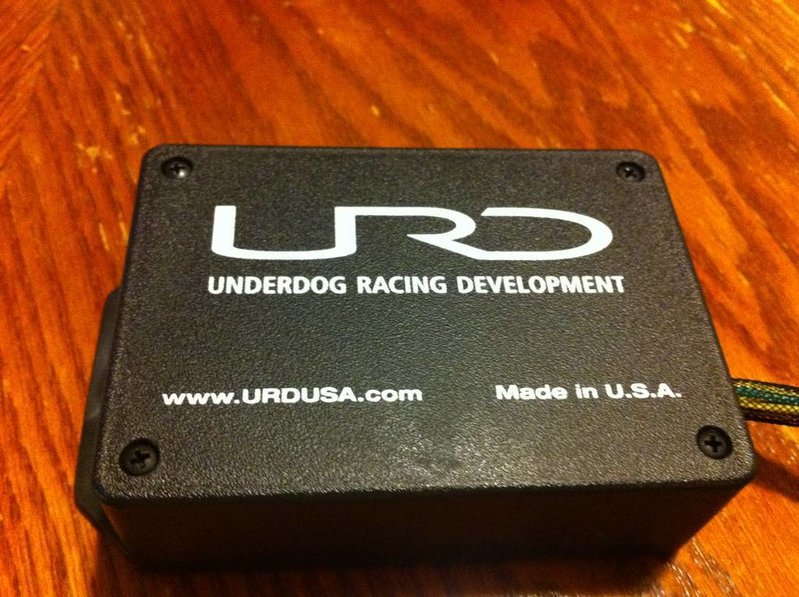 URD
UNDERDOG RACING DEVELOPMENT
www.URDUSA.com Made in U.S.A.